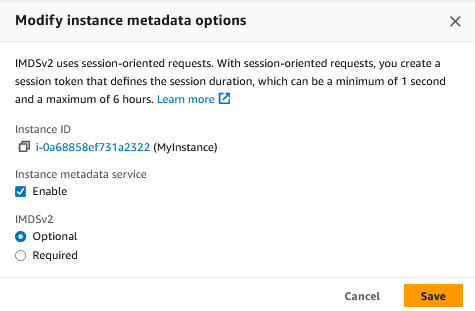 Modify instance metadata options
IMDSv2 uses session-oriented requests. With session-oriented requests, you create a
session token that defines the session duration, which can be a minimum of 1 second
and a maximum of 6 hours. Learn more
Instance ID
i-0a68858ef731a2322 (MyInstance)
Instance metadata service
Enable
IMDSv2
Optional
Required
Cancel Save